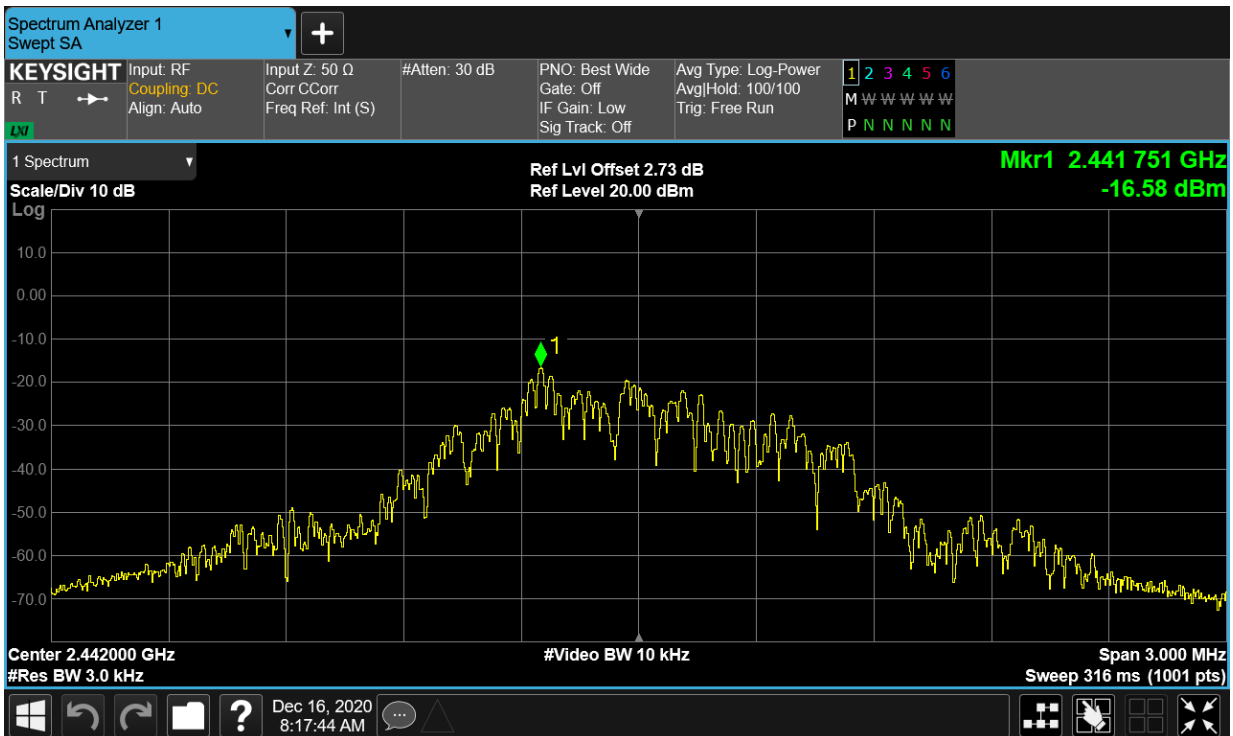 Spectrum Analyzer 1
Swept SA
KEYSIGHT
R T
LXI
Input: RF
Coupling: DC
Align: Auto
Input Z: 50 Ω
Corr CCorr
Freq Ref: Int (S)
#Atten: 30 dB
PNO: Best Wide
Gate: Off
IF Gain: Low
Sig Track: Off
Avg Type: Log-Power
Avg|Hold: 100/100
Trig: Free Run
1 2 3 4 5 6
M W W W W W
P N N N N N
1 Spectrum
Scale/Div 10 dB
Ref Lvl Offset 2.73 dB
Ref Level 20.00 dBm
Mkr1 2.441 751 GHz
-16.58 dBm
Log
10.0
0.00
-10.0
1
-20.0
-30.0
-40.0
-50.0
-60.0
-70.0
Center 2.442000 GHz
#Video BW 10 kHz
Span 3.000 MHz
#Res BW 3.0 kHz
Sweep 316 ms (1001 pts)
?
Dec 16, 2020
8:17:44 AM